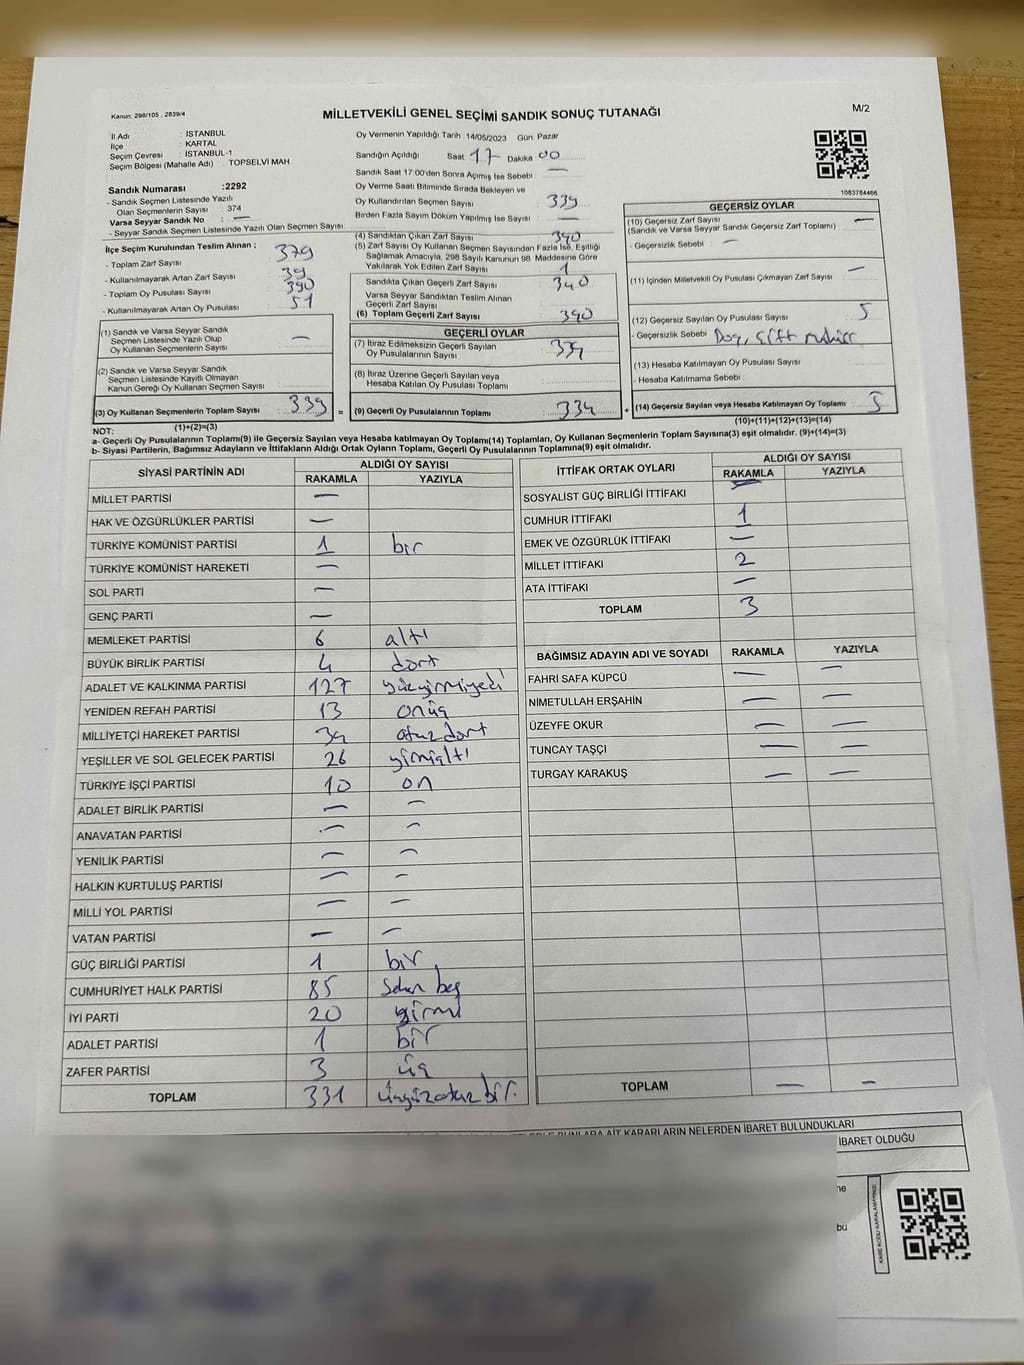 Kanun: 298/105 , 2839/4
MİLLETVEKİLİ GENEL SEÇİMİ SANDIK SONUÇ TUTANAĞI
M/2
İl Adı : İSTANBUL
İlçe : KARTAL
Seçim Çevresi : İSTANBUL-1
Seçim Bölgesi (Mahalle Adı) : TOPSELVİ MAH.
Sandık Numarası :2292
- Sandık Seçmen Listesinde Yazılı
Olan Seçmenlerin Sayısı : 374
Varsa Seyyar Sandık No : —
- Seyyar Sandık Seçmen Listesinde Yazılı Olan Seçmen Sayısı :
Oy Vermenin Yapıldığı Tarih :14/05/2023 Gün: Pazar
Sandığın Açıldığı Saat: 17 Dakika 00
Sandık Saat 17:00'den Sonra Açımış İse Sebebi : —
Oy Verme Saati Bitiminde Sırada Bekleyen ve
Oy Kullandırılan Seçmen Sayısı : 339
Birden Fazla Sayım Döküm Yapılmış İse Sayısı : —
1083784466
İlçe Seçim Kurulundan Teslim Alınan :
- Toplam Zarf Sayısı : 379
- Kullanılmayarak Artan Zarf Sayısı : 39
- Toplam Oy Pusulası Sayısı : 390
- Kullanılmayarak Artan Oy Pusulası : 51
(1) Sandık ve Varsa Seyyar Sandık
Seçmen Listesinde Yazılı Olup
Oy Kullanan Seçmenlerin Sayısı : —
(2) Sandık ve Varsa Seyyar Sandık
Seçmen Listesinde Kayıtlı Olmayan
Kanun Gereği Oy Kullanan Seçmen Sayısı :
(3) Oy Kullanan Seçmenlerin Toplam Sayısı : 339 =
(1)+(2)=(3)
(4) Sandıktan Çıkan Zarf Sayısı : 340
(5) Zarf Sayısı Oy Kullanan Seçmen Sayısından Fazla İse, Eşitliği
Sağlamak Amacıyla, 298 Sayılı Kanunun 98. Maddesine Göre
Yakılarak Yok Edilen Zarf Sayısı : 1
Sandıkta Çıkan Geçerli Zarf Sayısı : 340
Varsa Seyyar Sandıktan Teslim Alınan
Geçerli Zarf Sayısı :
(6) Toplam Geçerli Zarf Sayısı : 340
GEÇERLİ OYLAR
(7) İtiraz Edilmeksizin Geçerli Sayılan
Oy Pusulalarının Sayısı : 334
(8) İtiraz Üzerine Geçerli Sayılan veya
Hesaba Katılan Oy Pusulası Toplamı :
(9) Geçerli Oy Pusulalarının Toplamı : 334 +
GEÇERSİZ OYLAR
(10) Geçersiz Zarf Sayısı : —
(Sandık ve Varsa Seyyar Sandık Geçersiz Zarf Toplamı)
- Geçersizlik Sebebi : —
(11) İçinden Milletvekili Oy Pusulası Çıkmayan Zarf Sayısı : —
(12) Geçersiz Sayılan Oy Pusulası Sayısı : 5
- Geçersizlik Sebebi : Boş, çift mühür
(13) Hesaba Katılmayan Oy Pusulası Sayısı :
- Hesaba Katılmama Sebebi :
(14) Geçersiz Sayılan veya Hesaba Katılmayan Oy Toplamı : 5
(10)+(11)+(12)+(13)=(14)
NOT:
a- Geçerli Oy Pusulalarının Toplamı(9) ile Geçersiz Sayılan veya Hesaba katılmayan Oy Toplamı(14) Toplamları, Oy Kullanan Seçmenlerin Toplam Sayısına(3) eşit olmalıdır. (9)+(14)=(3)
b- Siyasi Partilerin, Bağımsız Adayların ve İttifakların Aldığı Ortak Oyların Toplamı, Geçerli Oy Pusulalarının Toplamına(9) eşit olmalıdır.
SİYASİ PARTİNİN ADI ALDIĞI OY SAYISI
RAKAMLA YAZIYLA
MİLLET PARTİSİ —
HAK VE ÖZGÜRLÜKLER PARTİSİ —
TÜRKİYE KOMÜNİST PARTİSİ 1 bir
TÜRKİYE KOMÜNİST HAREKETİ —
SOL PARTİ —
GENÇ PARTİ —
MEMLEKET PARTİSİ 6 altı
BÜYÜK BİRLİK PARTİSİ 4 dört
ADALET VE KALKINMA PARTİSİ 127 yüzyirmiyedi
YENİDEN REFAH PARTİSİ 13 onüç
MİLLİYETÇİ HAREKET PARTİSİ 34 otuzdört
YEŞİLLER VE SOL GELECEK PARTİSİ 26 yirmialtı
TÜRKİYE İŞÇİ PARTİSİ 10 on
ADALET BİRLİK PARTİSİ — —
ANAVATAN PARTİSİ — —
YENİLİK PARTİSİ — —
HALKIN KURTULUŞ PARTİSİ — —
MİLLİ YOL PARTİSİ — —
VATAN PARTİSİ — —
GÜÇ BİRLİĞİ PARTİSİ 1 bir
CUMHURİYET HALK PARTİSİ 85 seksen beş
İYİ PARTİ 20 yirmi
ADALET PARTİSİ 1 bir
ZAFER PARTİSİ 3 üç
TOPLAM 331 üçyüzotuz bir.
İTTİFAK ORTAK OYLARI ALDIĞI OY SAYISI
RAKAMLA YAZIYLA
SOSYALİST GÜÇ BİRLİĞİ İTTİFAKI —
CUMHUR İTTİFAKI 1
EMEK VE ÖZGÜRLÜK İTTİFAKI —
MİLLET İTTİFAKI 2
ATA İTTİFAKI —
TOPLAM 3
BAĞIMSIZ ADAYIN ADI VE SOYADI RAKAMLA YAZIYLA
FAHRİ SAFA KÜPCÜ — —
NİMETULLAH ERŞAHİN — —
ÜZEYFE OKUR — —
TUNCAY TAŞÇI — —
TURGAY KARAKUŞ — —
TOPLAM — —
BUNLARA AİT KARARLARIN NELERDEN İBARET BULUNDUKLARI
İBARET OLDUĞU
KARE KODU KARALAMAYINIZ!